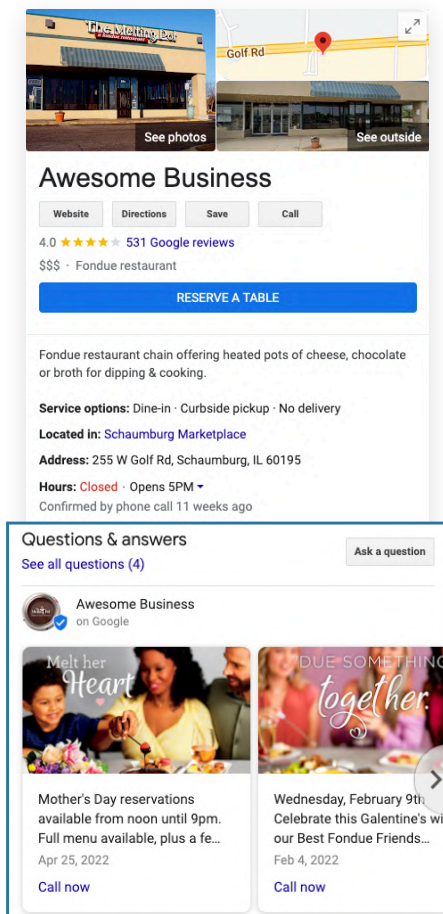 The Melting Pot
a fondue restaurant
Golf Rd
See photos
See outside
Awesome Business
Website
Directions
Save
Call
4.0 ★★★★★ 531 Google reviews
$$$ · Fondue restaurant
RESERVE A TABLE
Fondue restaurant chain offering heated pots of cheese, chocolate
or broth for dipping & cooking.
Service options: Dine-in · Curbside pickup · No delivery
Located in: Schaumburg Marketplace
Address: 255 W Golf Rd, Schaumburg, IL 60195
Hours: Closed · Opens 5PM
Confirmed by phone call 11 weeks ago
Questions & answers
Ask a question
See all questions (4)
Awesome Business
on Google
Melt her
Heart
Mother's Day reservations
available from noon until 9pm.
Full menu available, plus a fe...
Apr 25, 2022
Call now
DUE SOMETHING
together.
Wednesday, February 9th
Celebrate this Galentine's wi
our Best Fondue Friends...
Feb 4, 2022
Call now